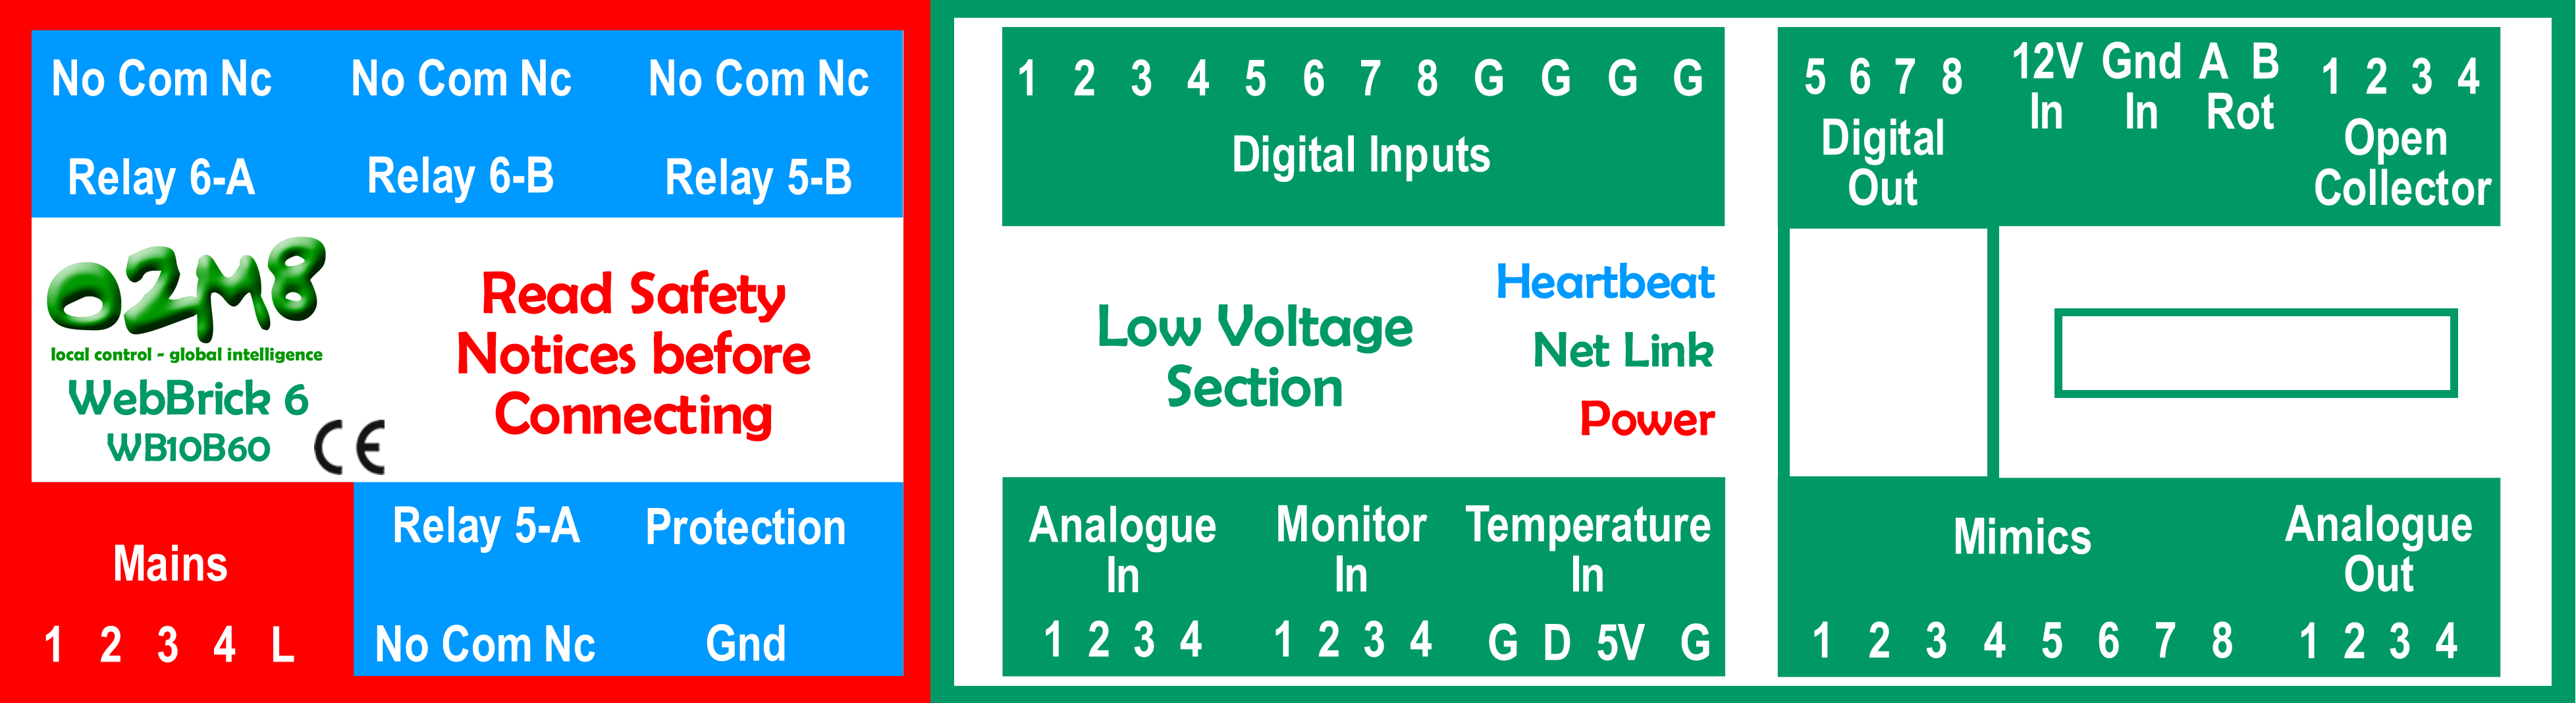 No Com Nc
No Com Nc
No Com Nc
Relay 6-A
Relay 6-B
Relay 5-B
O2M8
local control - global intelligence
WebBrick 6
WB10B60
CE
Read Safety
Notices before
Connecting
Mains
1 2 3 4 L
Relay 5-A
Protection
No Com Nc
Gnd
1 2 3 4 5 6 7 8 G G G G
Digital Inputs
Low Voltage
Section
Heartbeat
Net Link
Power
Analogue
In
1 2 3 4
Monitor
In
1 2 3 4
Temperature
In
G D 5V G
5 6 7 8
Digital
Out
12V
In
Gnd
In
A B
Rot
1 2 3 4
Open
Collector
Mimics
1 2 3 4 5 6 7 8
Analogue
Out
1 2 3 4